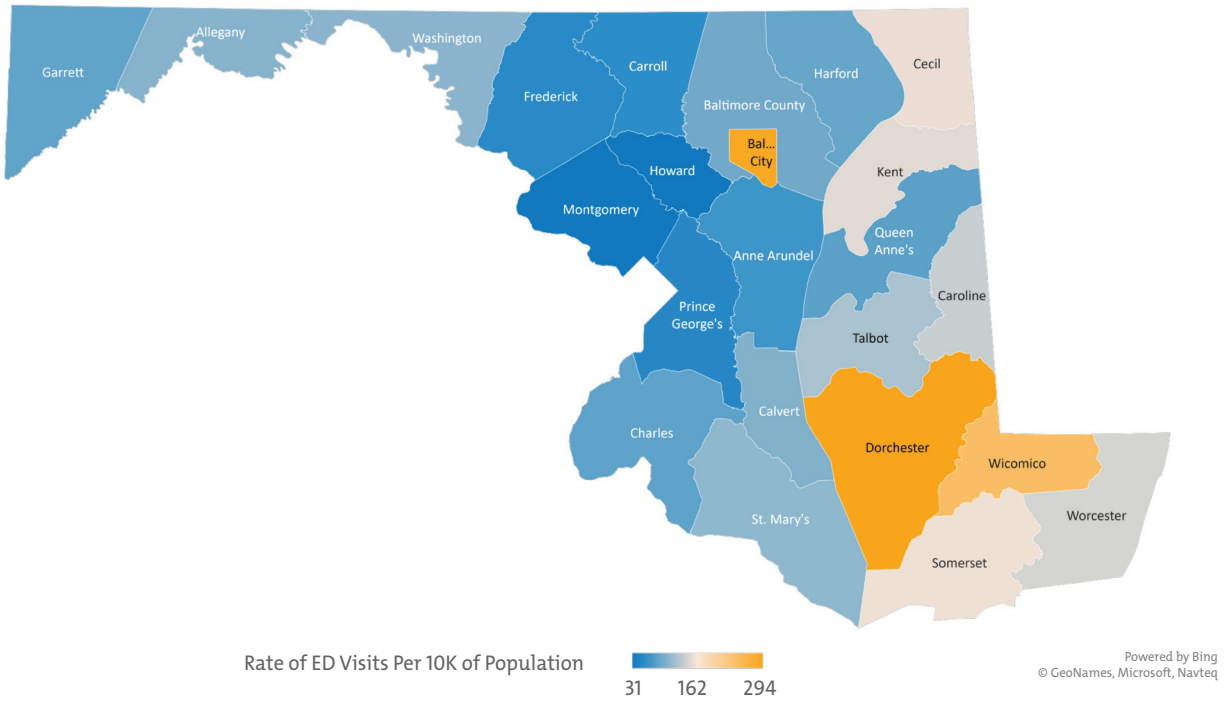 Garrett
Allegany
Washington
Frederick
Carroll
Baltimore County
Harford
Cecil
Bal...
City
Howard
Kent
Montgomery
Queen
Anne's
Anne Arundel
Caroline
Prince
George's
Talbot
Calvert
Charles
Dorchester
Wicomico
St. Mary's
Worcester
Somerset
Rate of ED Visits Per 10K of Population
31 162 294
Powered by Bing
© GeoNames, Microsoft, Navteq